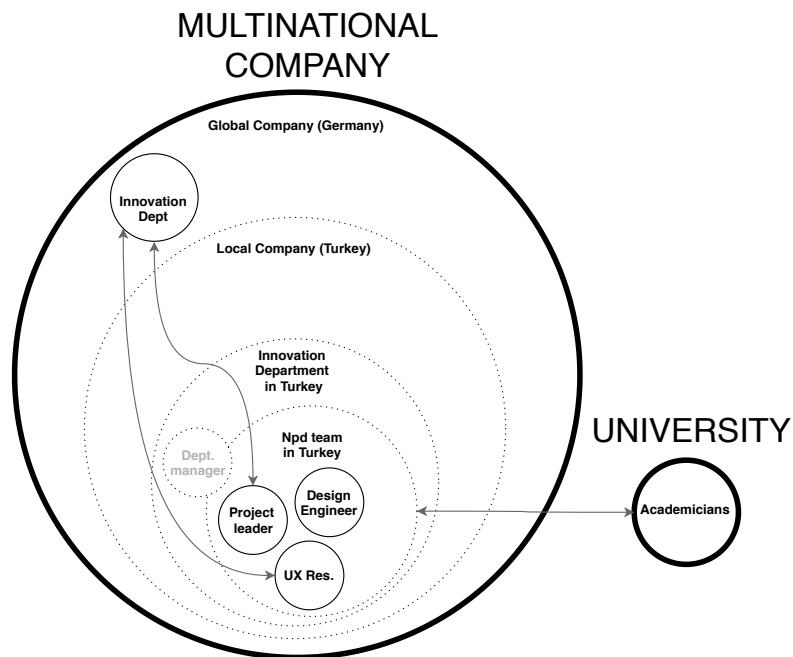 MULTINATIONAL
COMPANY
Global Company (Germany)
Innovation
Dept
Local Company (Turkey)
Innovation
Department
in Turkey
Dept.
manager
Npd team
in Turkey
Project
leader
Design
Engineer
UX Res.
UNIVERSITY
Academicians